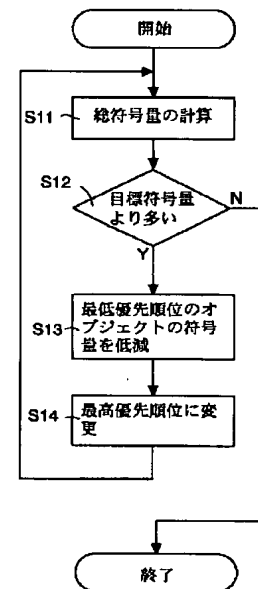 開始
S11
総符号量の計算
S12
目標符号量
より多い
N
Y
S13
最低優先順位のオ
ブジェクトの符号
量を低減
S14
最高優先順位に変
更
終了